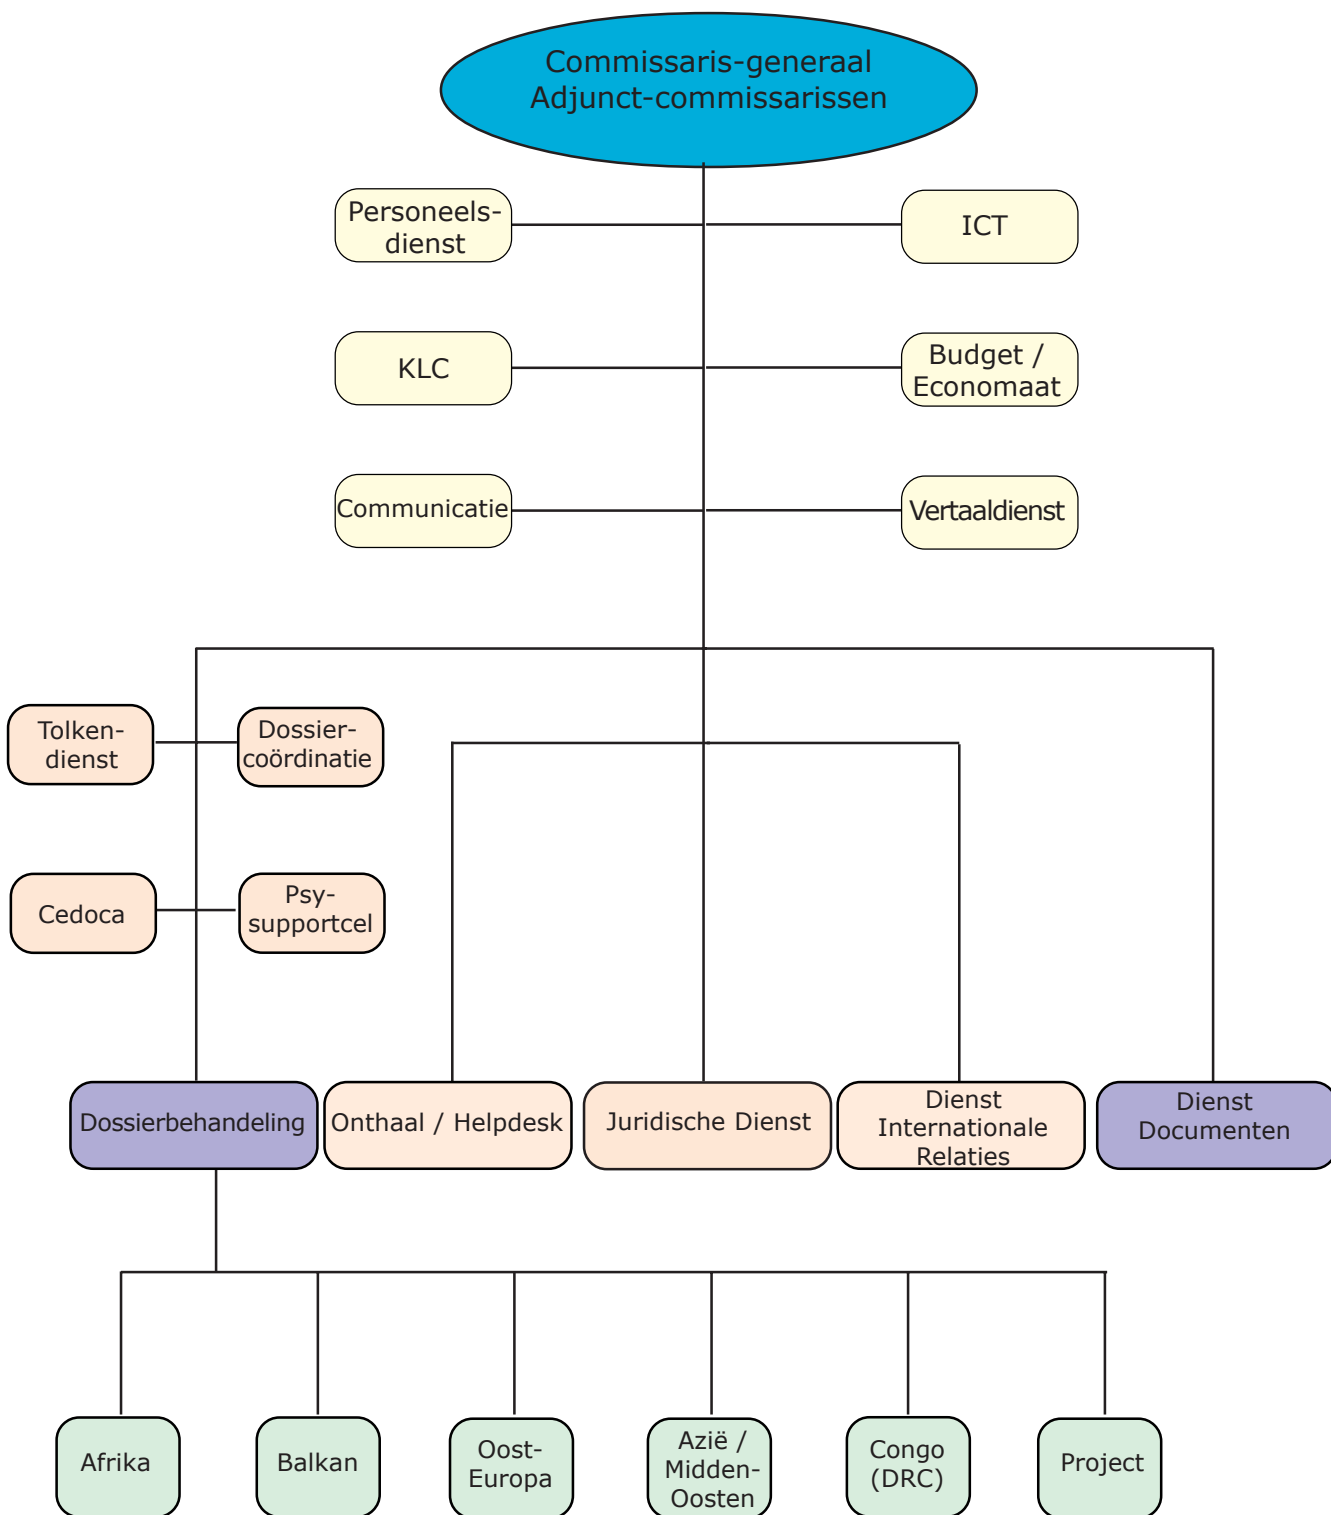 Commissaris-generaal
Adjunct-commissarissen
Personeels-
dienst
ICT
KLC
Budget /
Economaat
Communicatie
Vertaaldienst
Tolken-
dienst
Dossier-
coördinatie
Cedoca
Psy-
supportcel
Dossierbehandeling
Onthaal / Helpdesk
Juridische Dienst
Dienst
Internationale
Relaties
Dienst
Documenten
Afrika
Balkan
Oost-
Europa
Azië /
Midden-
Oosten
Congo
(DRC)
Project